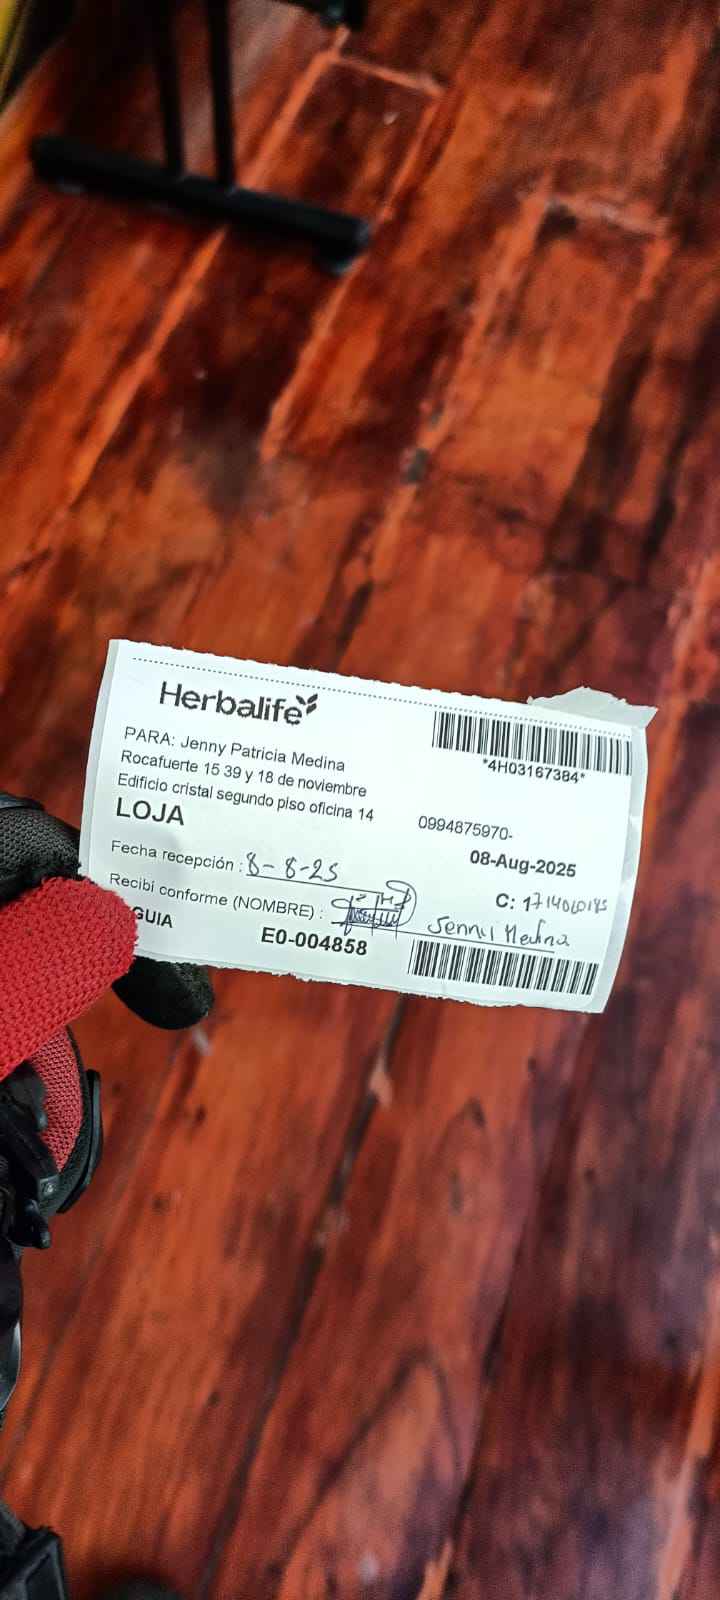 Herbalife
*4H03167384*
PARA: Jenny Patricia Medina
Rocafuerte 15 39 y 18 de noviembre
Edificio cristal segundo piso oficina 14
0994875970-
LOJA
08-Aug-2025
Fecha recepción : 8-8-25
C:
Recibi conforme (NOMBRE) : Jenny Medina
GUIA E0-004858